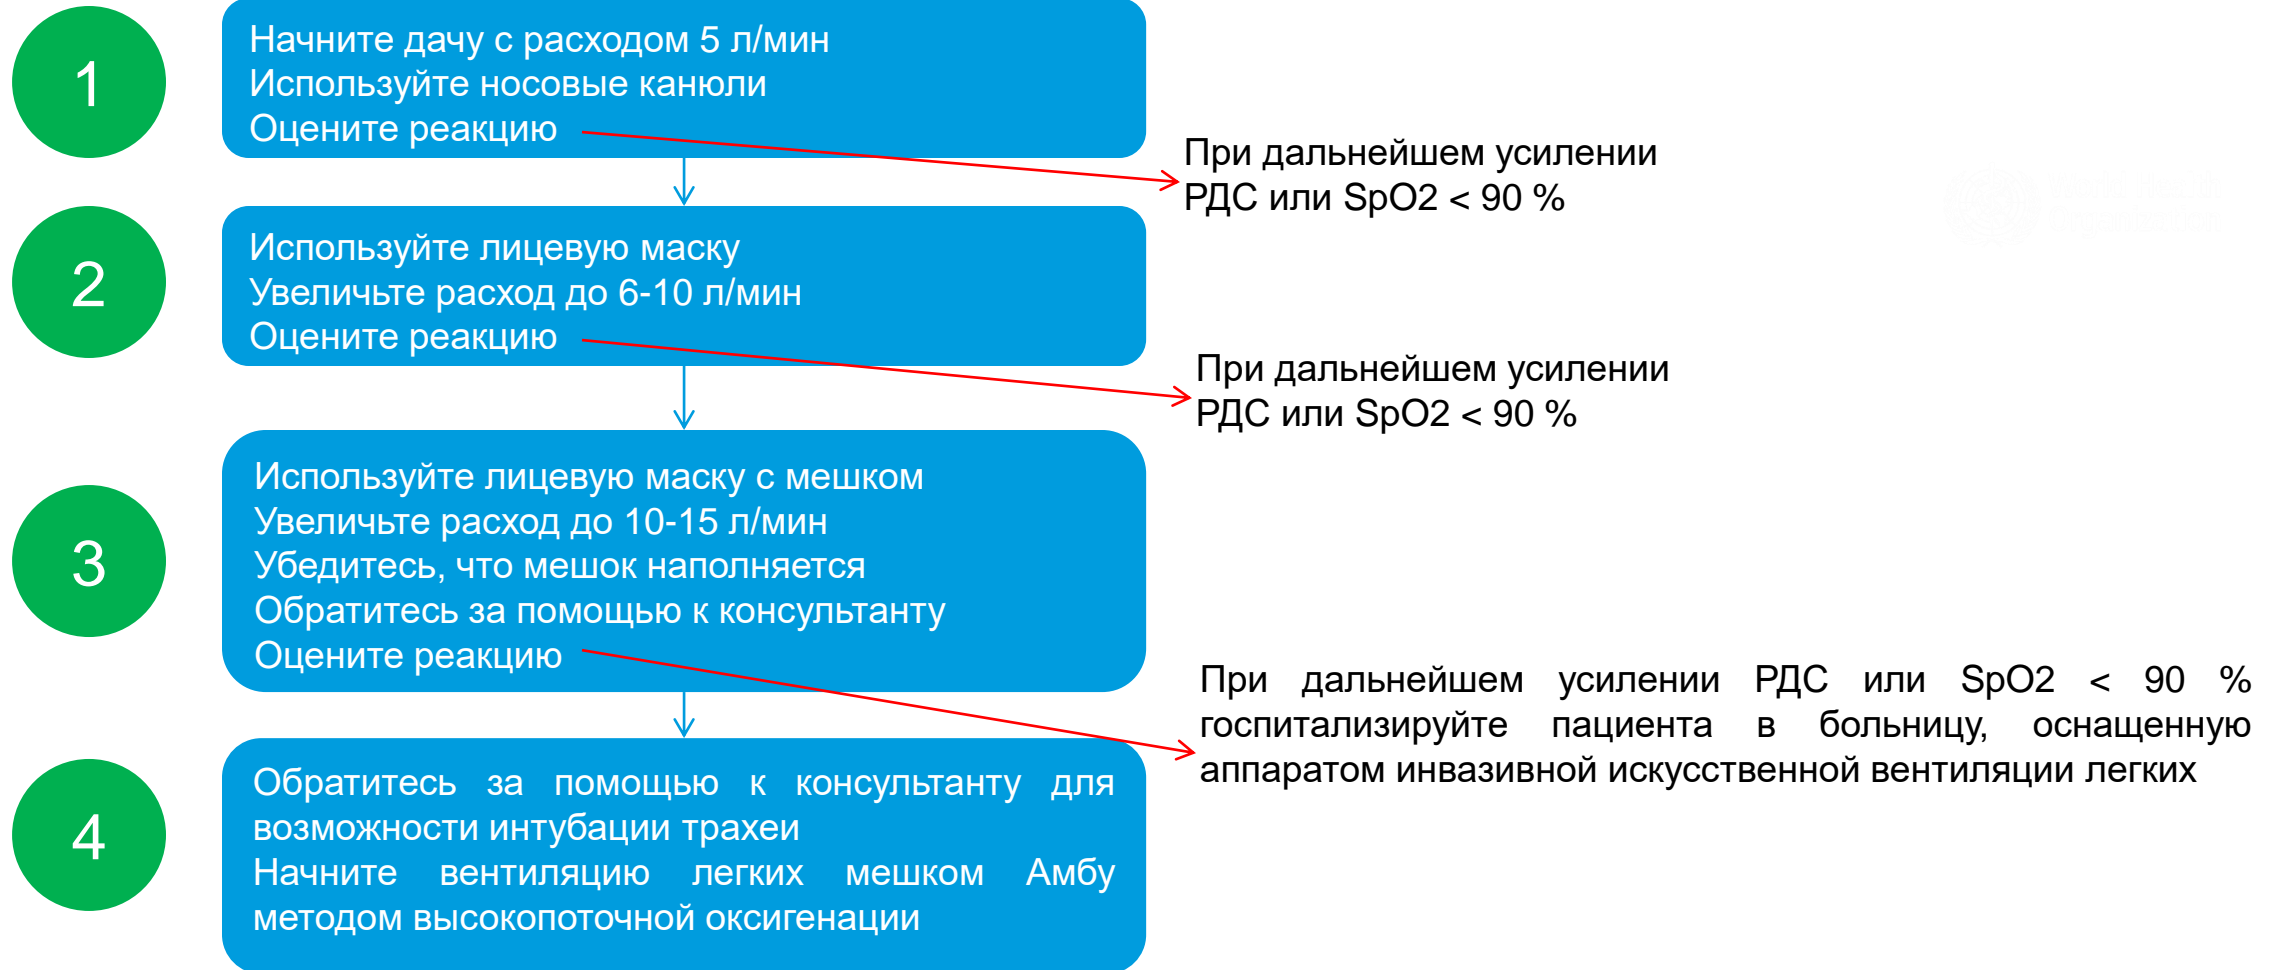 1
Начните дачу с расходом 5 л/мин
Используйте носовые канюли
Оцените реакцию
При дальнейшем усилении
РДС или SpO2 < 90 %
2
Используйте лицевую маску
Увеличьте расход до 6-10 л/мин
Оцените реакцию
При дальнейшем усилении
РДС или SpO2 < 90 %
3
Используйте лицевую маску с мешком
Увеличьте расход до 10-15 л/мин
Убедитесь, что мешок наполняется
Обратитесь за помощью к консультанту
Оцените реакцию
При дальнейшем усилении РДС или SpO2 < 90 %
госпитализируйте пациента в больницу, оснащенную
аппаратом инвазивной искусственной вентиляции легких
4
Обратитесь за помощью к консультанту для
возможности интубации трахеи
Начните вентиляцию легких мешком Амбу
методом высокопоточной оксигенации